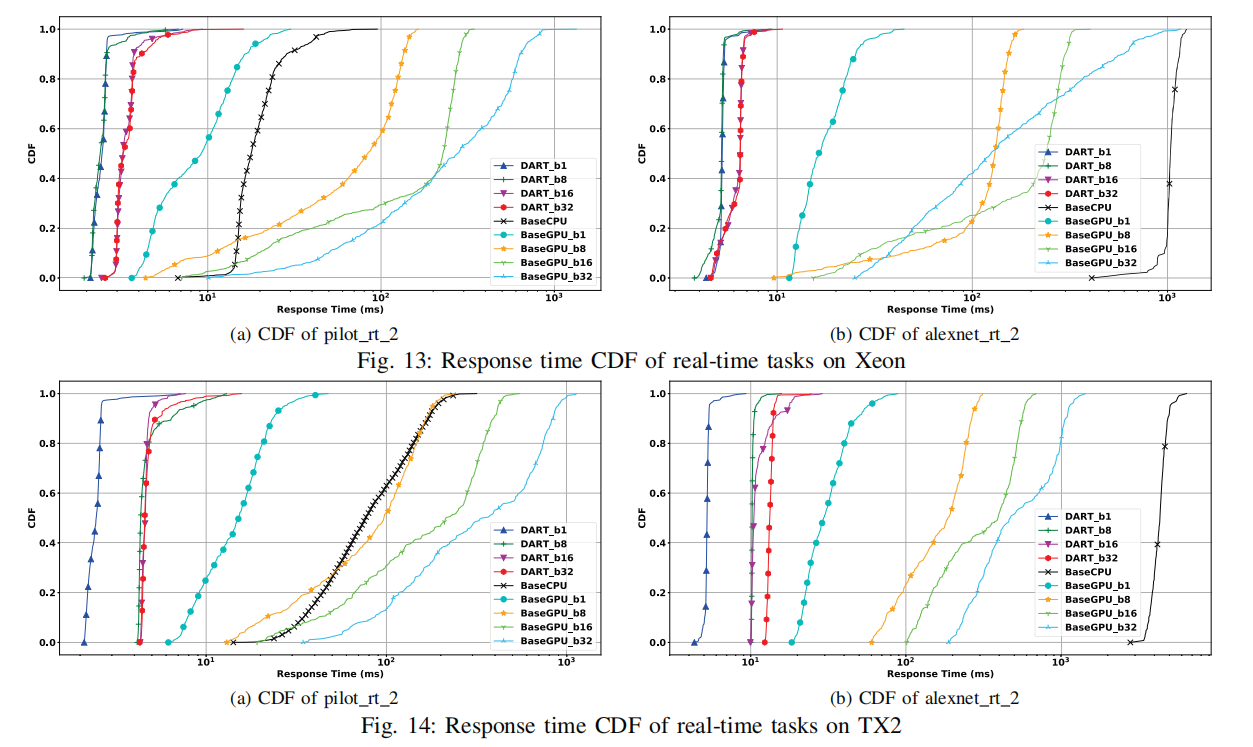 1.0
0.8
0.6
0.4
0.2
0.0
CDF
DART_b1
DART_b8
DART_b16
DART_b32
BaseCPU
BaseGPU_b1
BaseGPU_b8
BaseGPU_b16
BaseGPU_b32
10¹ 10² 10³
Response Time (ms)
(a) CDF of pilot_rt_2
1.0
0.8
0.6
0.4
0.2
0.0
CDF
DART_b1
DART_b8
DART_b16
DART_b32
BaseCPU
BaseGPU_b1
BaseGPU_b8
BaseGPU_b16
BaseGPU_b32
10¹ 10² 10³
Response Time (ms)
(b) CDF of alexnet_rt_2
Fig. 13: Response time CDF of real-time tasks on Xeon
1.0
0.8
0.6
0.4
0.2
0.0
CDF
DART_b1
DART_b8
DART_b16
DART_b32
BaseCPU
BaseGPU_b1
BaseGPU_b8
BaseGPU_b16
BaseGPU_b32
10¹ 10² 10³
Response Time (ms)
(a) CDF of pilot_rt_2
1.0
0.8
0.6
0.4
0.2
0.0
CDF
DART_b1
DART_b8
DART_b16
DART_b32
BaseCPU
BaseGPU_b1
BaseGPU_b8
BaseGPU_b16
BaseGPU_b32
10¹ 10² 10³
Response Time (ms)
(b) CDF of alexnet_rt_2
Fig. 14: Response time CDF of real-time tasks on TX2